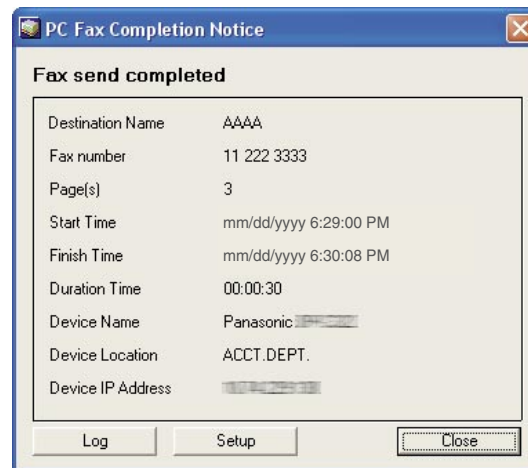 PC Fax Completion Notice
Fax send completed
Destination Name AAAA
Fax number 11 222 3333
Page(s) 3
Start Time mm/dd/yyyy 6:29:00 PM
Finish Time mm/dd/yyyy 6:30:08 PM
Duration Time 00:00:30
Device Name Panasonic
Device Location ACCT.DEPT.
Device IP Address
Log Setup Close